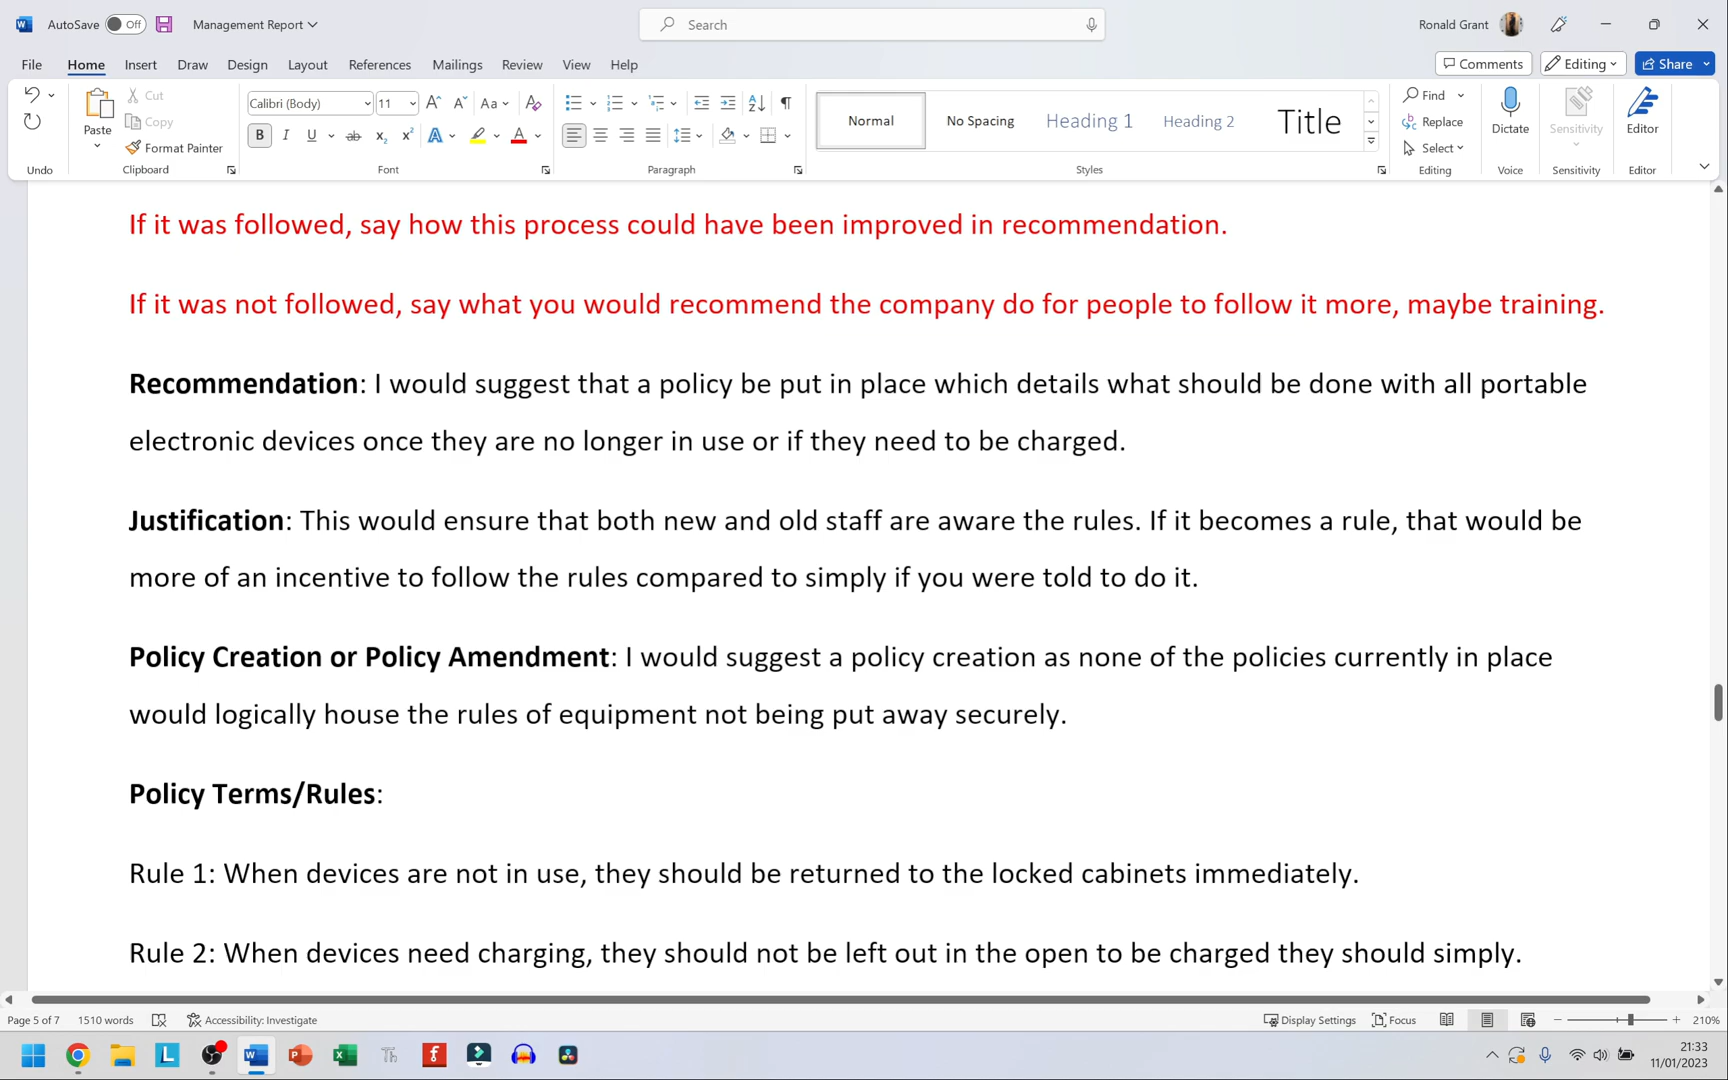 AutoSave Off Management Report Search Ronald Grant
File Home Insert Draw Design Layout References Mailings Review View Help Comments Editing Share
Paste Cut Copy Format Painter
Calibri (Body) 11 Aa
B I U ab x₂ x² A A
Normal No Spacing Heading 1 Heading 2 Title
Find Replace Select Dictate Sensitivity Editor
Undo Clipboard Font Paragraph Styles Editing Voice Sensitivity Editor
If it was followed, say how this process could have been improved in recommendation.
If it was not followed, say what you would recommend the company do for people to follow it more, maybe training.
Recommendation: I would suggest that a policy be put in place which details what should be done with all portable
electronic devices once they are no longer in use or if they need to be charged.
Justification: This would ensure that both new and old staff are aware the rules. If it becomes a rule, that would be
more of an incentive to follow the rules compared to simply if you were told to do it.
Policy Creation or Policy Amendment: I would suggest a policy creation as none of the policies currently in place
would logically house the rules of equipment not being put away securely.
Policy Terms/Rules:
Rule 1: When devices are not in use, they should be returned to the locked cabinets immediately.
Rule 2: When devices need charging, they should not be left out in the open to be charged they should simply.
Page 5 of 7 1510 words Accessibility: Investigate Display Settings Focus 210%
21:33
11/01/2023